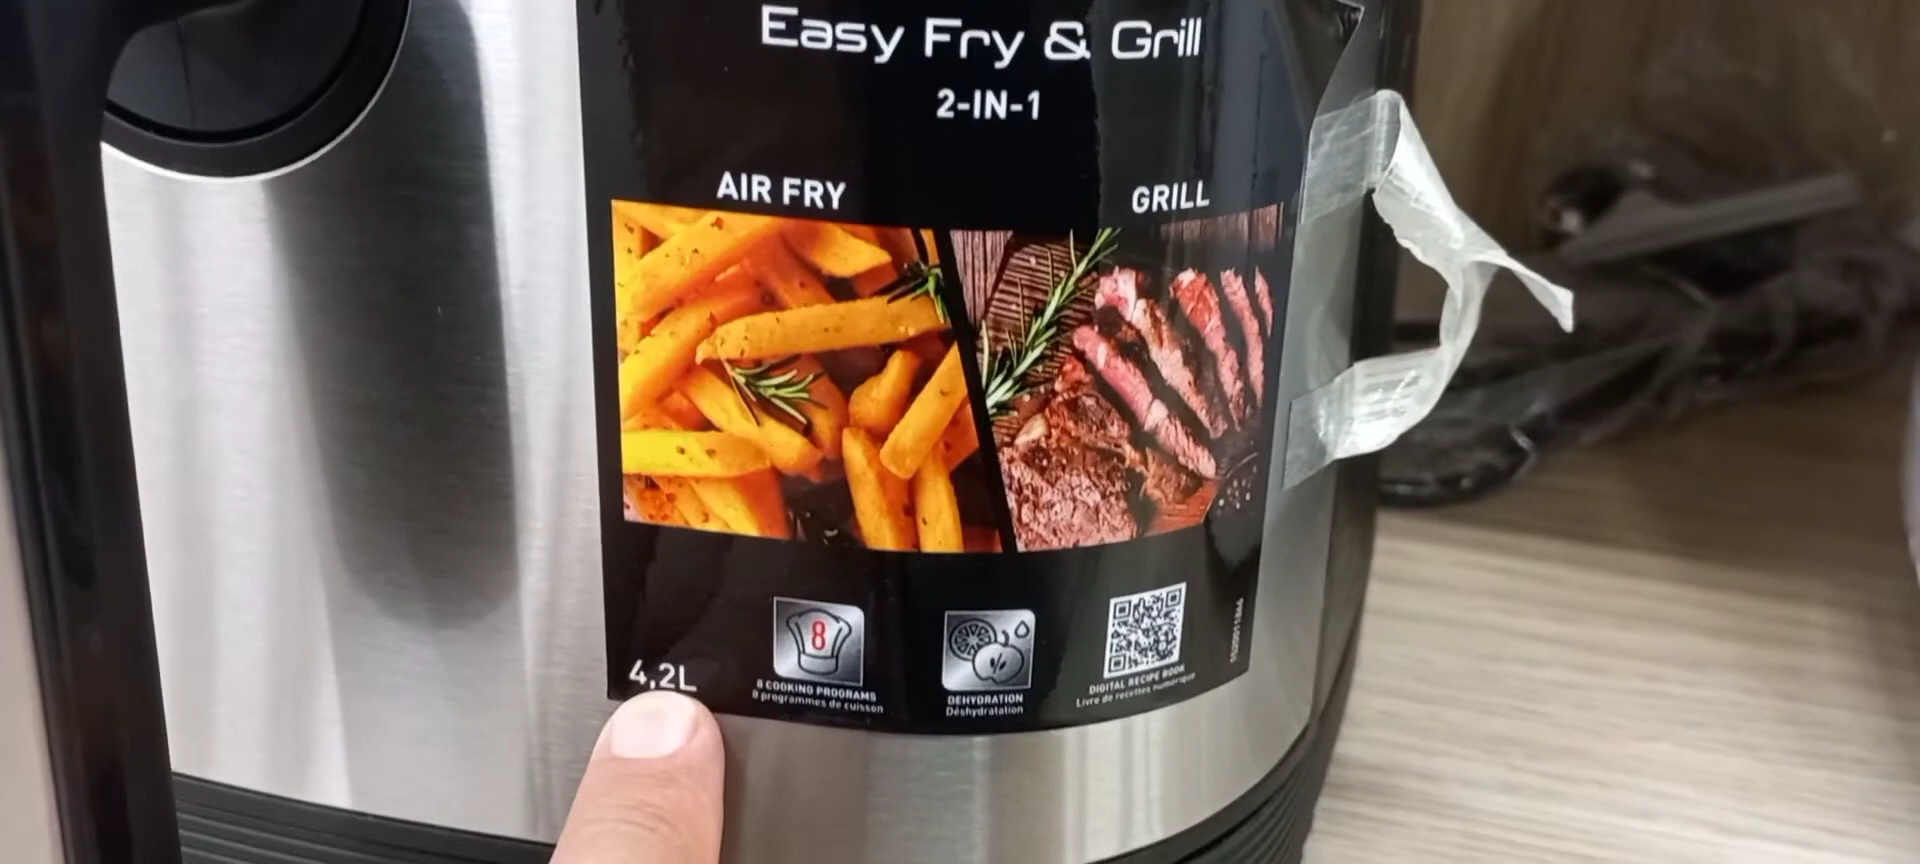 Easy Fry & Grill
2-IN-1
AIR FRY
GRILL
4,2L
8
8 COOKING PROGRAMS
8 programmes de cuisson
DEHYDRATION
Déshydratation
DIGITAL RECIPE BOOK
Livre de recettes numérique